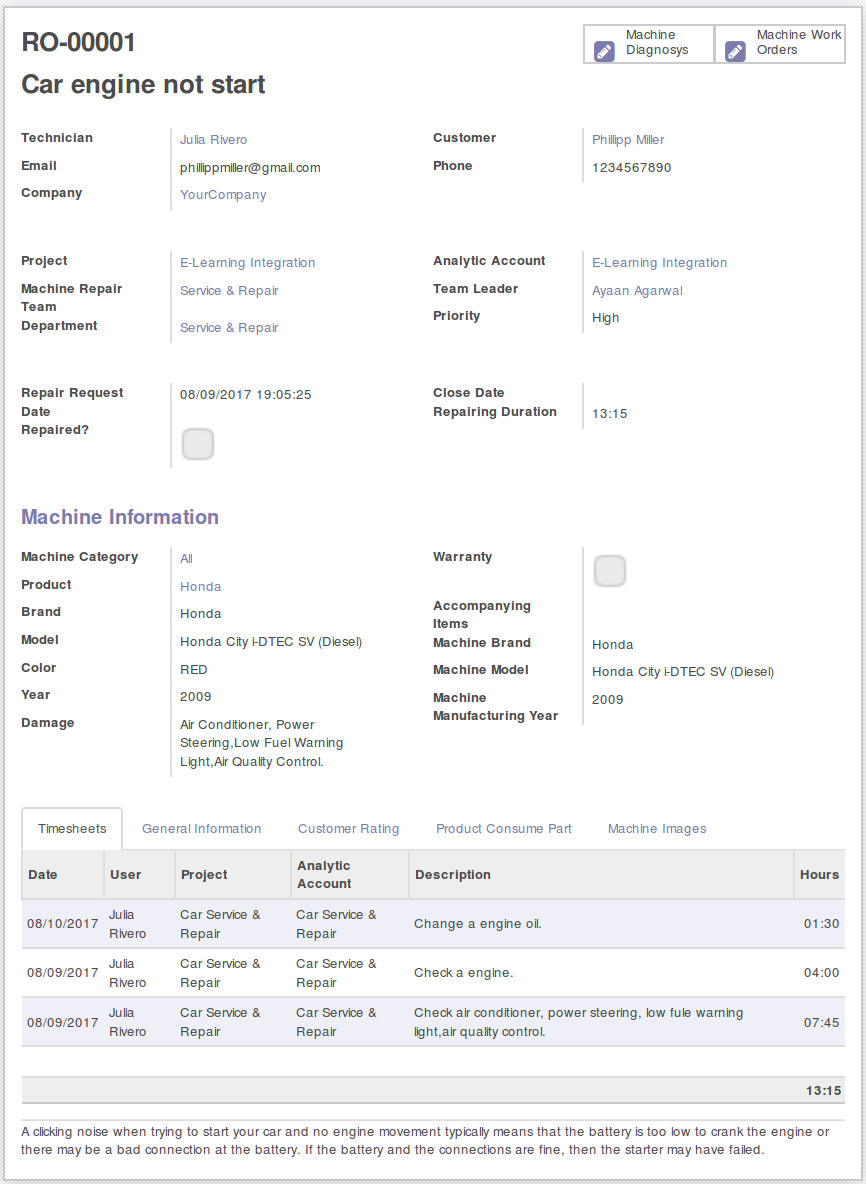 RO-00001
Machine Diagnosys
Machine Work Orders
Car engine not start
Technician Julia Rivero Customer Phillipp Miller
Email phillippmiller@gmail.com Phone 1234567890
Company YourCompany
Project E-Learning Integration Analytic Account E-Learning Integration
Machine Repair Team Service & Repair Team Leader Ayaan Agarwal
Department Service & Repair Priority High
Repair Request Date 08/09/2017 19:05:25 Close Date
Repaired? Repairing Duration 13:15
Machine Information
Machine Category All Warranty
Product Honda Accompanying Items
Brand Honda Machine Brand Honda
Model Honda City i-DTEC SV (Diesel) Machine Model Honda City i-DTEC SV (Diesel)
Color RED Machine Manufacturing Year 2009
Year 2009
Damage Air Conditioner, Power
Steering,Low Fuel Warning
Light,Air Quality Control.
Timesheets General Information Customer Rating Product Consume Part Machine Images
Date User Project Analytic Account Description Hours
08/10/2017 Julia Rivero Car Service & Repair Car Service & Repair Change a engine oil. 01:30
08/09/2017 Julia Rivero Car Service & Repair Car Service & Repair Check a engine. 04:00
08/09/2017 Julia Rivero Car Service & Repair Car Service & Repair Check air conditioner, power steering, low fule warning light,air quality control. 07:45
13:15
A clicking noise when trying to start your car and no engine movement typically means that the battery is too low to crank the engine or
there may be a bad connection at the battery. If the battery and the connections are fine, then the starter may have failed.